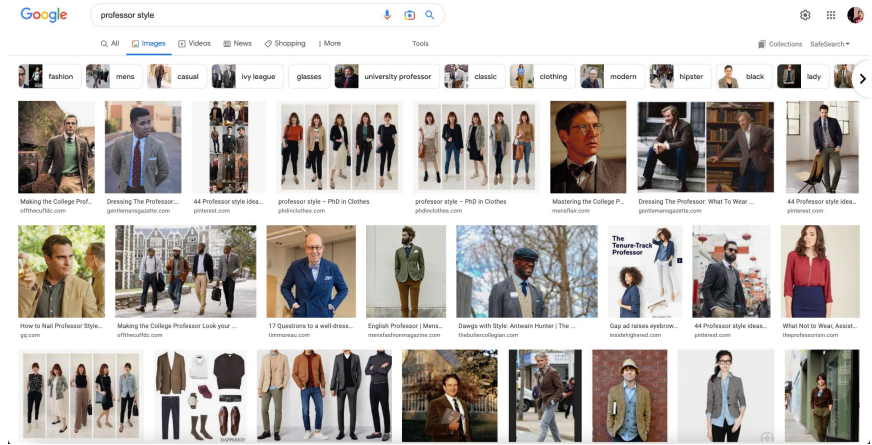 Google
professor style
All
Images
Videos
News
Shopping
More
Tools
Collections
SafeSearch
fashion
mens
casual
ivy league
glasses
university professor
classic
clothing
modern
hipster
black
lady
Making the College Prof...
offthecuffdc.com
Dressing The Professor:...
gentlemansgazette.com
44 Professor style idea...
pinterest.com
professor style – PhD in Clothes
phdinclothes.com
professor style – PhD in Clothes
phdinclothes.com
Mastering the College P...
mensflair.com
Dressing The Professor: What To Wear ...
gentlemansgazette.com
44 Professor style idea...
pinterest.com
The
Tenure-Track
Professor
How to Nail Professor Style...
gq.com
Making the College Professor Look your ...
offthecuffdc.com
17 Questions to a well-dress...
timmureau.com
English Professor | Mens...
mensfashionmagazine.com
Dawgs with Style: Antwain Hunter | The ...
thebutlercollegian.com
Gap ad raises eyebrow...
insidehighered.com
44 Professor style ideas...
pinterest.com
What Not to Wear, Assist...
theprofessorisin.com
DAPPERED